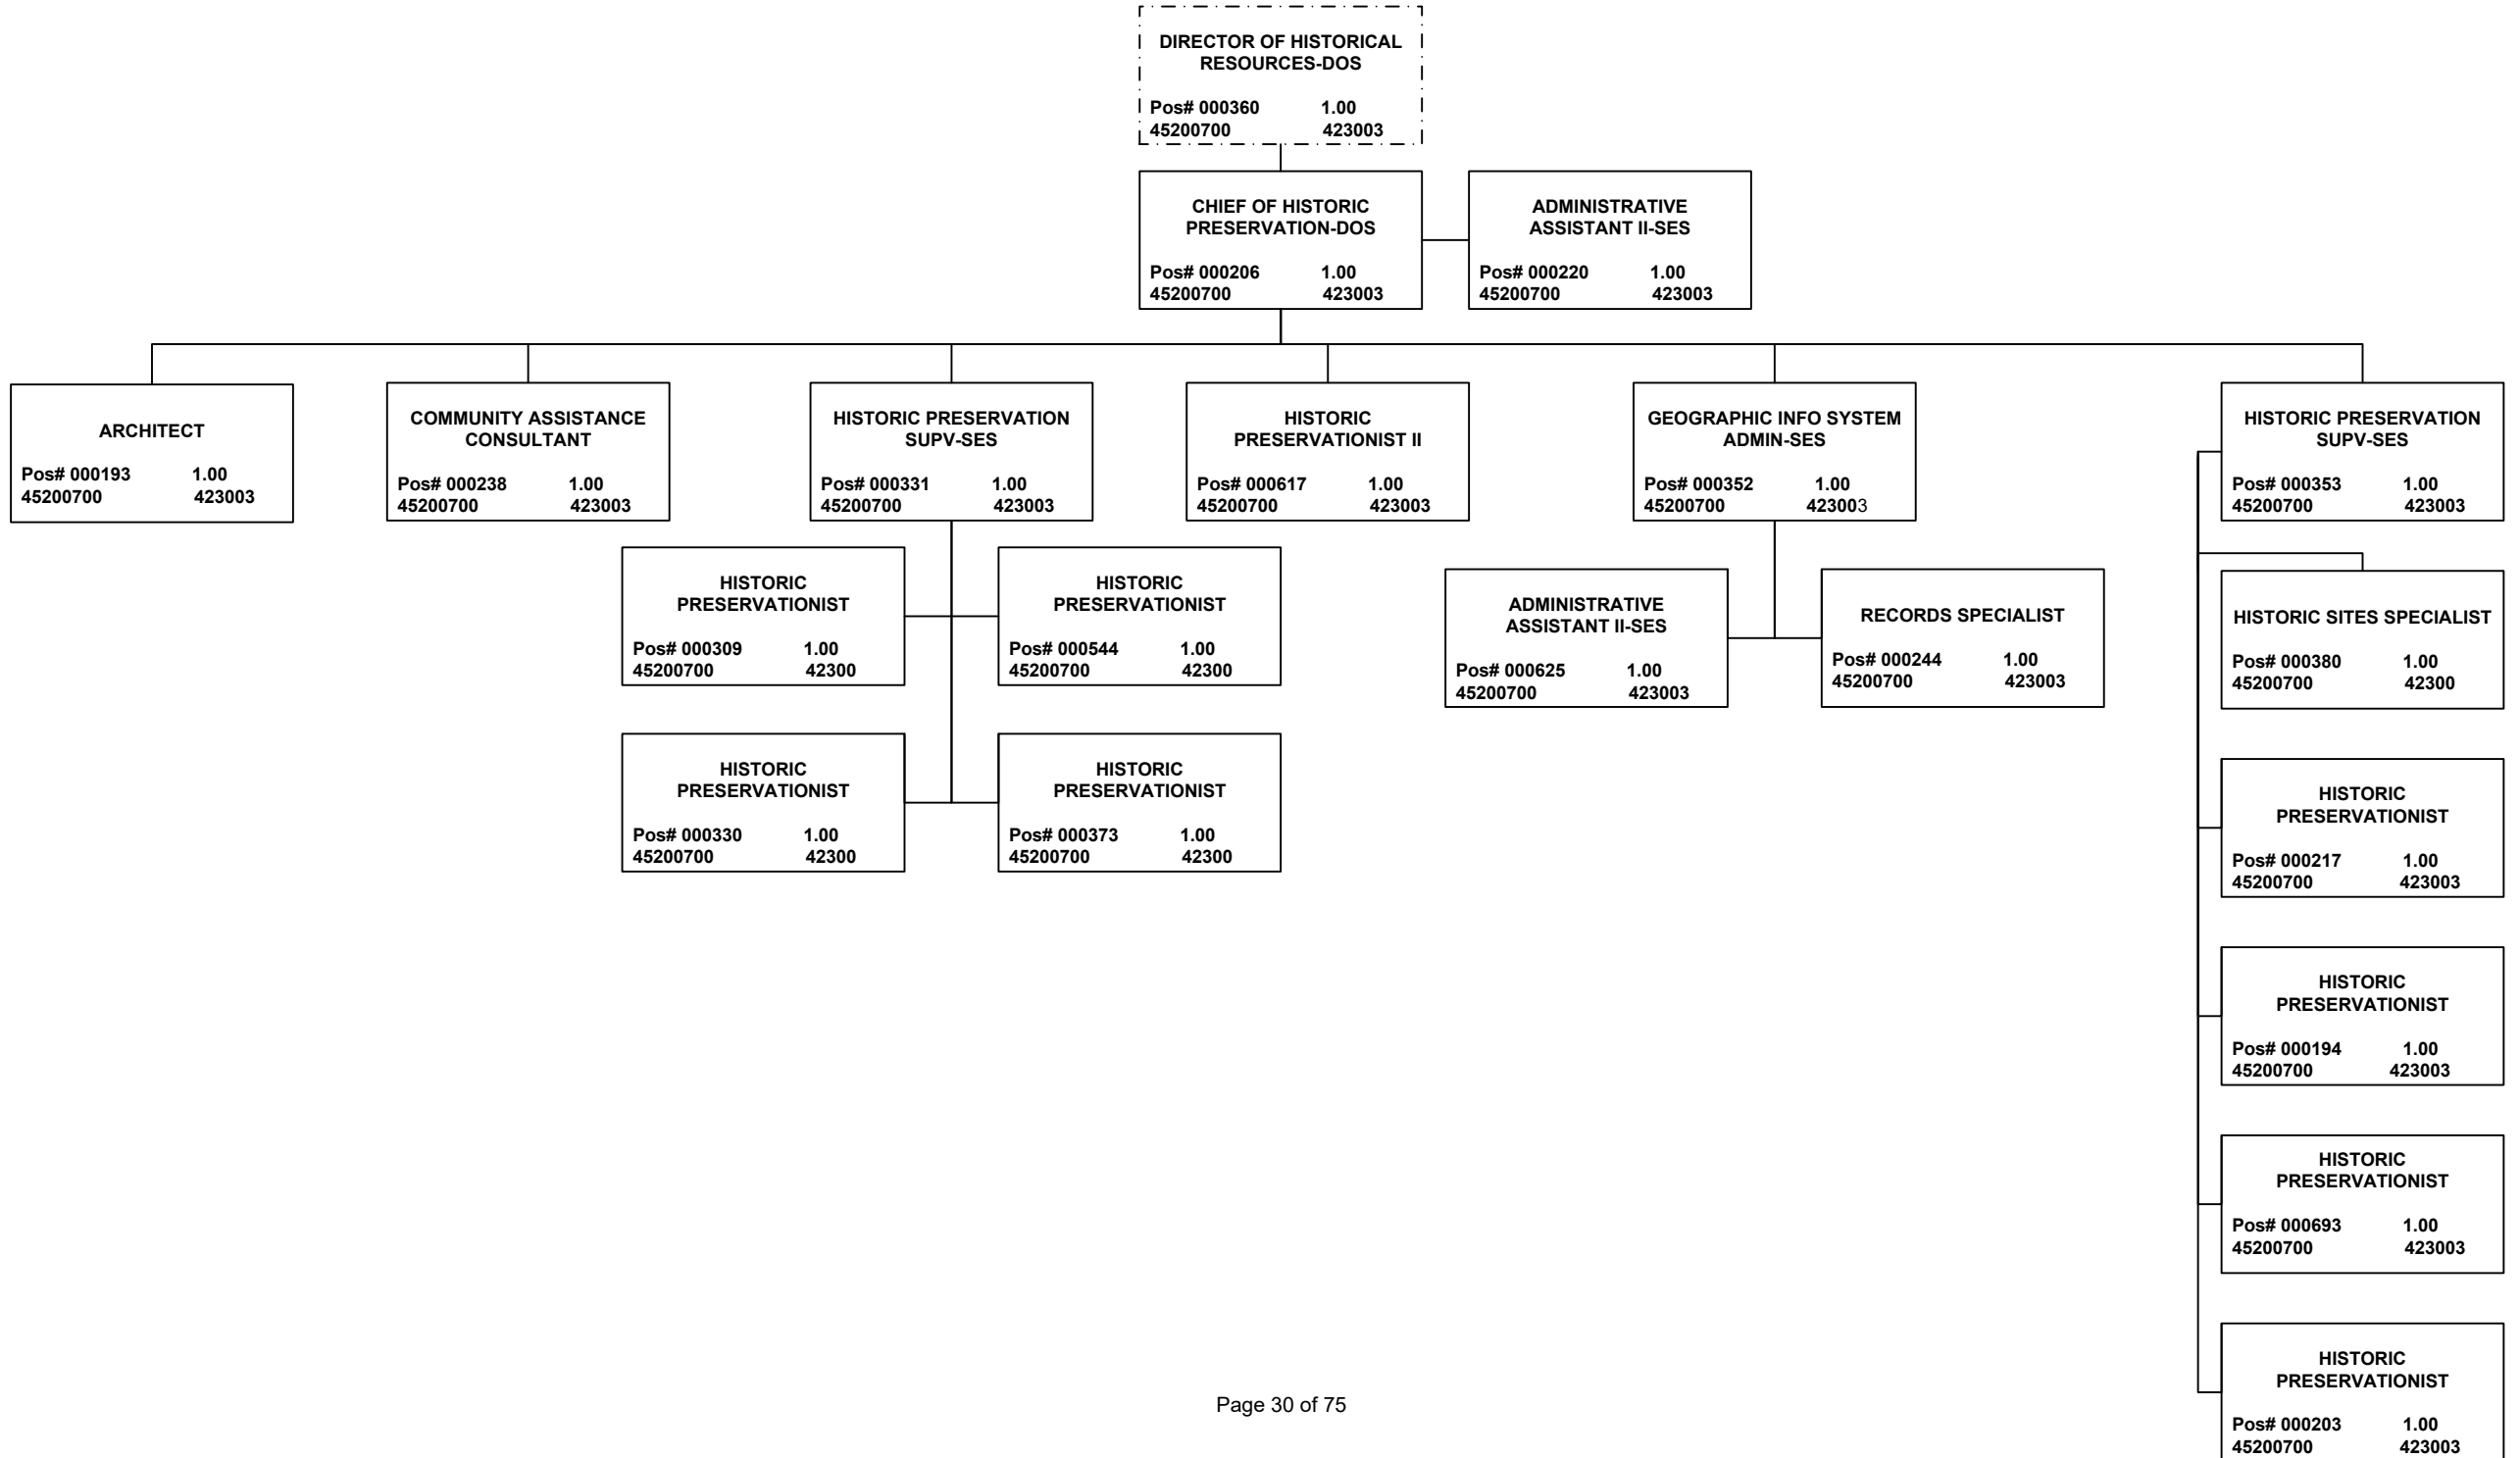 DIRECTOR OF HISTORICAL
RESOURCES-DOS
Pos# 000360 1.00
45200700 423003
CHIEF OF HISTORIC
PRESERVATION-DOS
Pos# 000206 1.00
45200700 423003
ADMINISTRATIVE
ASSISTANT II-SES
Pos# 000220 1.00
45200700 423003
ARCHITECT
Pos# 000193 1.00
45200700 423003
COMMUNITY ASSISTANCE
CONSULTANT
Pos# 000238 1.00
45200700 423003
HISTORIC PRESERVATION
SUPV-SES
Pos# 000331 1.00
45200700 423003
HISTORIC
PRESERVATIONIST II
Pos# 000617 1.00
45200700 423003
GEOGRAPHIC INFO SYSTEM
ADMIN-SES
Pos# 000352 1.00
45200700 423003
HISTORIC PRESERVATION
SUPV-SES
Pos# 000353 1.00
45200700 423003
HISTORIC
PRESERVATIONIST
Pos# 000309 1.00
45200700 42300
HISTORIC
PRESERVATIONIST
Pos# 000544 1.00
45200700 42300
ADMINISTRATIVE
ASSISTANT II-SES
Pos# 000625 1.00
45200700 423003
RECORDS SPECIALIST
Pos# 000244 1.00
45200700 423003
HISTORIC SITES SPECIALIST
Pos# 000380 1.00
45200700 42300
HISTORIC
PRESERVATIONIST
Pos# 000330 1.00
45200700 42300
HISTORIC
PRESERVATIONIST
Pos# 000373 1.00
45200700 42300
HISTORIC
PRESERVATIONIST
Pos# 000217 1.00
45200700 423003
HISTORIC
PRESERVATIONIST
Pos# 000194 1.00
45200700 423003
HISTORIC
PRESERVATIONIST
Pos# 000693 1.00
45200700 423003
HISTORIC
PRESERVATIONIST
Pos# 000203 1.00
45200700 423003
Page 30 of 75